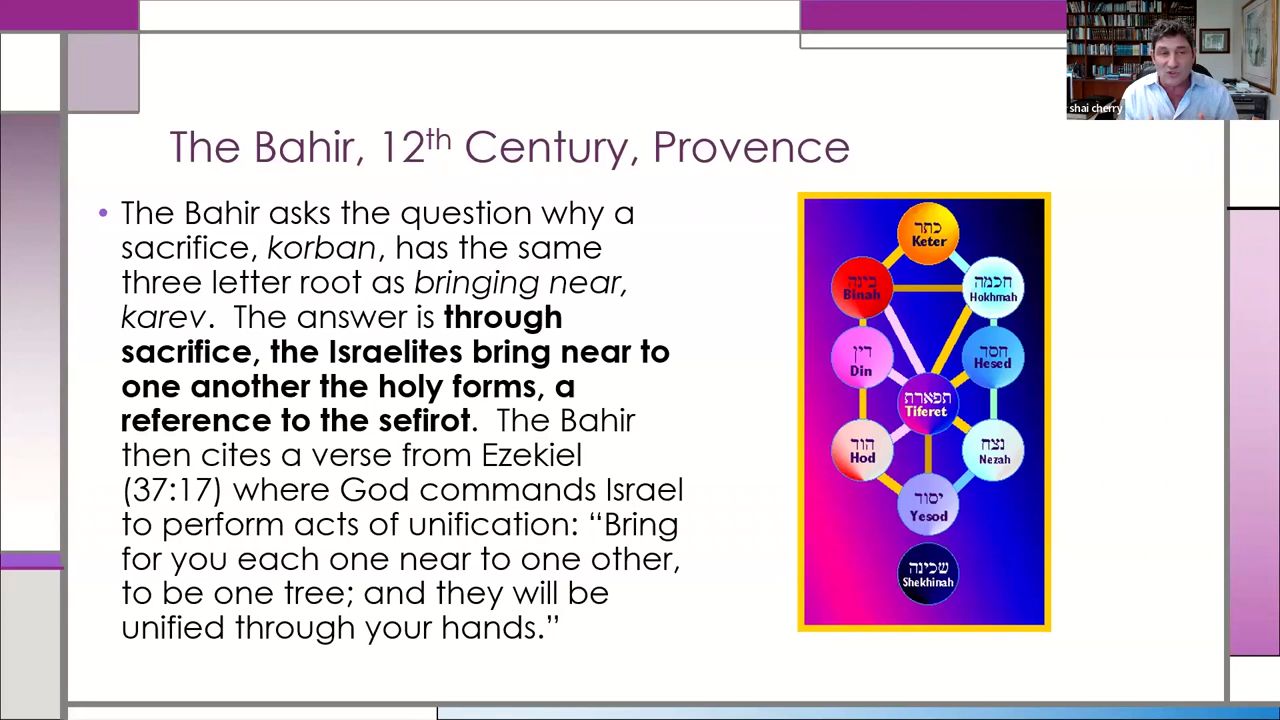 shai cherry
The Bahir, 12th Century, Provence
• The Bahir asks the question why a
sacrifice, korban, has the same
three letter root as bringing near,
karev.  The answer is through
sacrifice, the Israelites bring near to
one another the holy forms, a
reference to the sefirot.  The Bahir
then cites a verse from Ezekiel
(37:17) where God commands Israel
to perform acts of unification: “Bring
for you each one near to one other,
to be one tree; and they will be
unified through your hands.”
כתר
Keter
בינה
Binah
חכמה
Hokhmah
דין
Din
חסד
Hesed
תפארת
Tiferet
הוד
Hod
נצח
Nezah
יסוד
Yesod
שכינה
Shekhinah